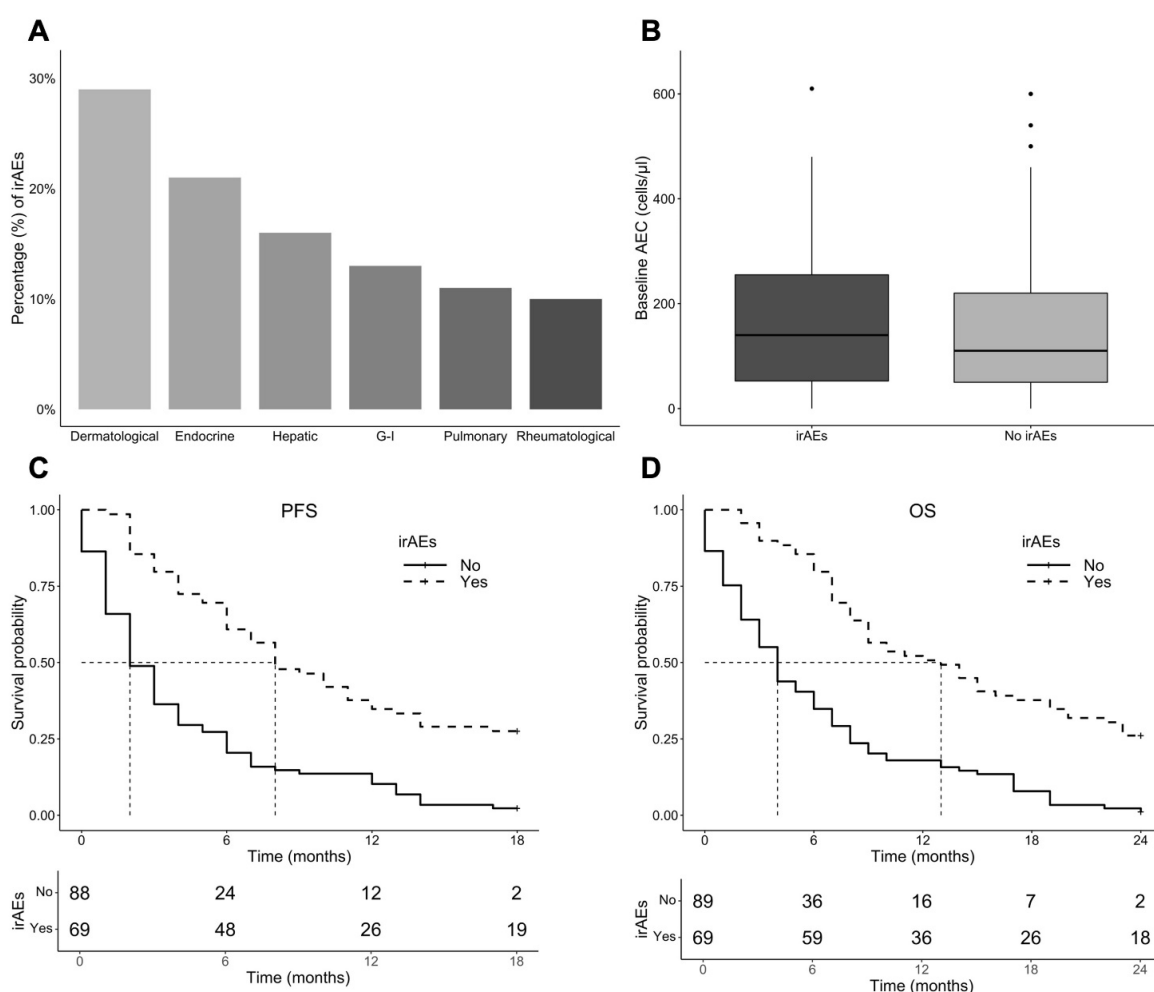 A
Percentage (%) of irAEs
30%
20%
10%
0%
Dermatological Endocrine Hepatic G-I Pulmonary Rheumatological
B
Baseline AEC (cells/µl)
600
400
200
0
irAEs No irAEs
C
PFS
irAEs
No
Yes
Survival probability
1.00
0.75
0.50
0.25
0.00
0 6 12 18
Time (months)
irAEs
No 88 24 12 2
Yes 69 48 26 19
0 6 12 18
Time (months)
D
OS
irAEs
No
Yes
Survival probability
1.00
0.75
0.50
0.25
0.00
0 6 12 18 24
Time (months)
irAEs
No 89 36 16 7 2
Yes 69 59 36 26 18
0 6 12 18 24
Time (months)